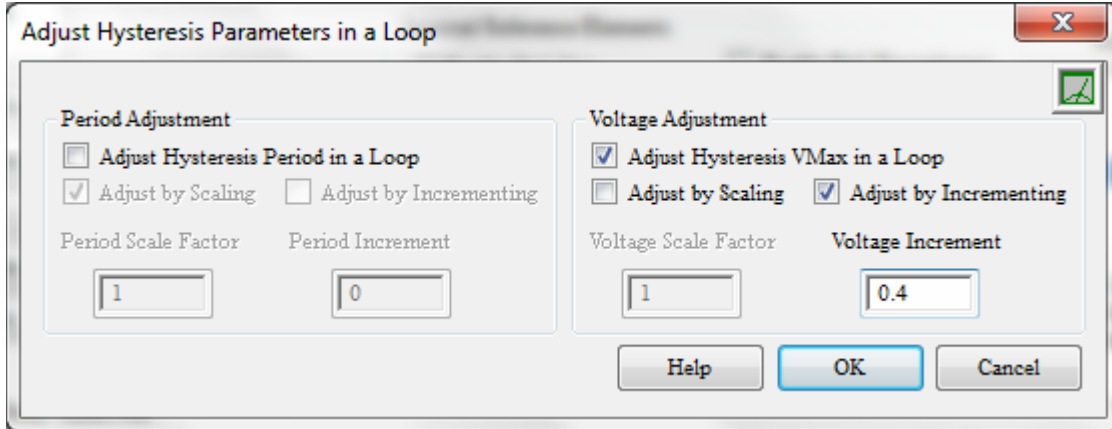 Adjust Hysteresis Parameters in a Loop
Period Adjustment
Adjust Hysteresis Period in a Loop
Adjust by Scaling
Adjust by Incrementing
Period Scale Factor
Period Increment
1
0
Voltage Adjustment
Adjust Hysteresis VMax in a Loop
Adjust by Scaling
Adjust by Incrementing
Voltage Scale Factor
Voltage Increment
1
0.4
Help
OK
Cancel